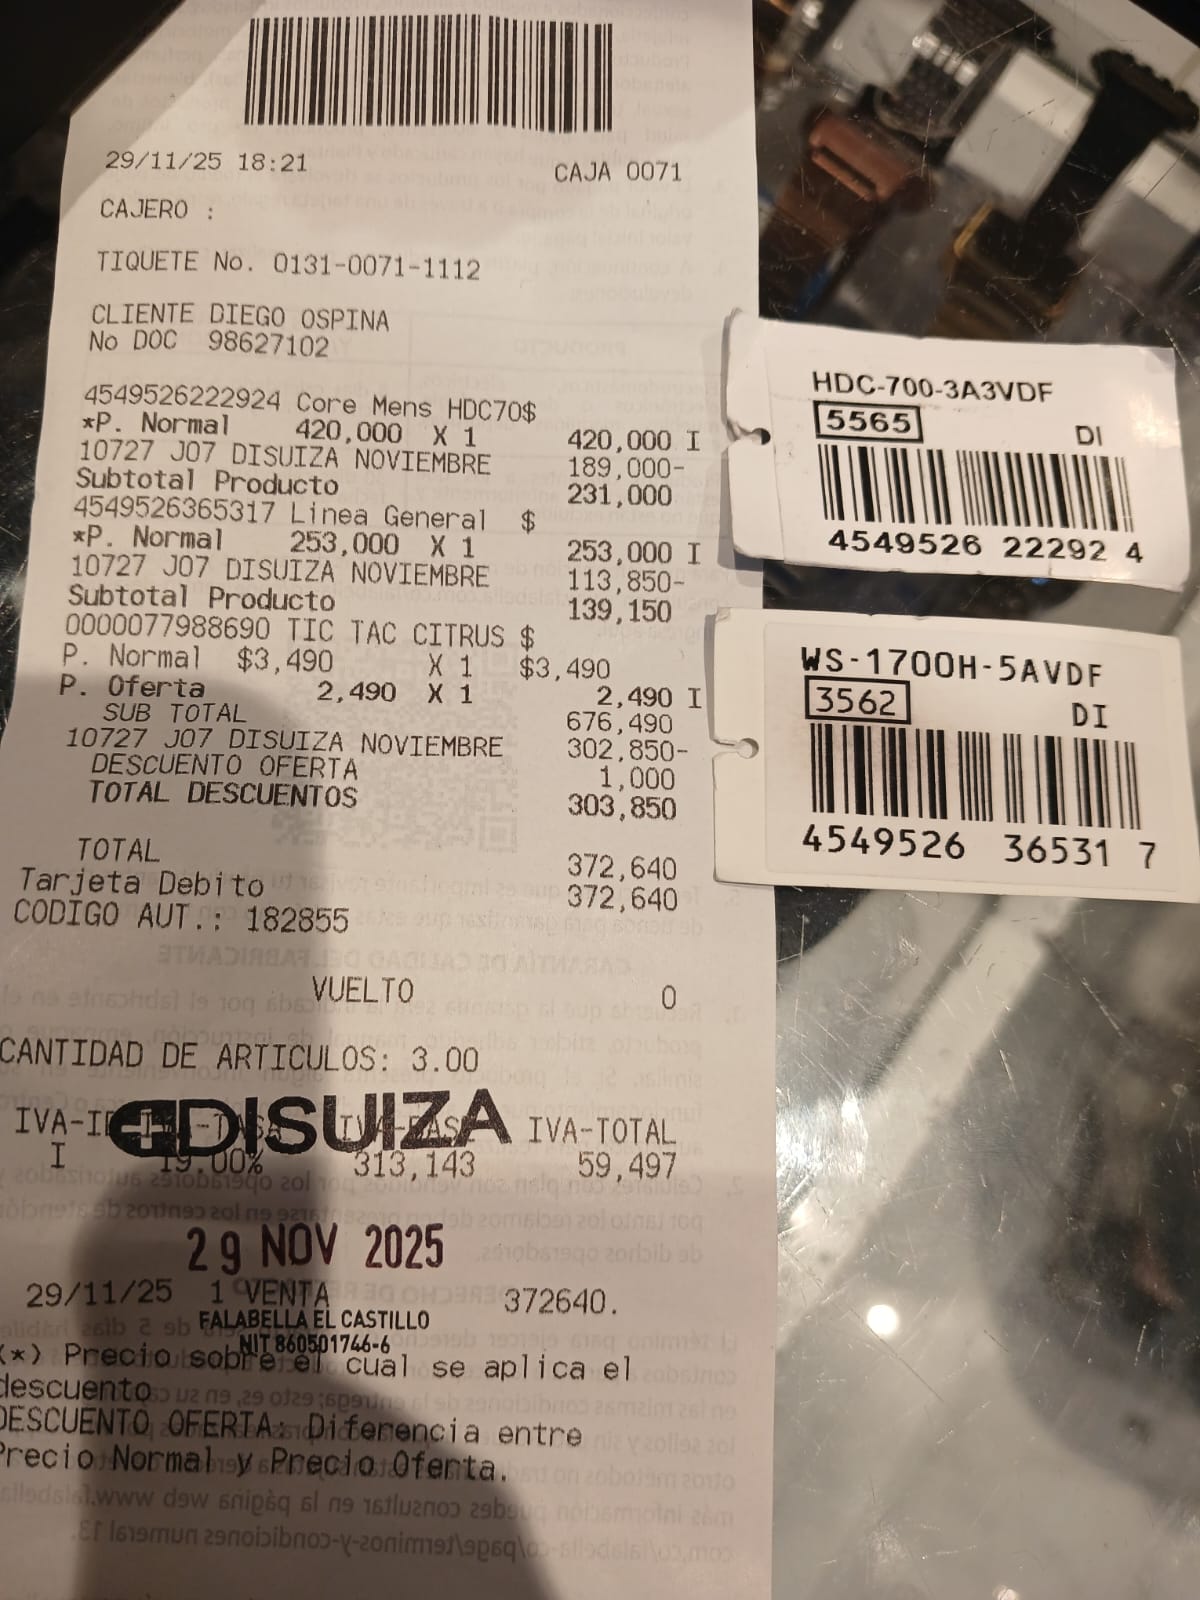 29/11/25 18:21 CAJA 0071
CAJERO :
TIQUETE No. 0131-0071-1112
CLIENTE DIEGO OSPINA
No DOC 98627102
4549526222924 Core Mens HDC70$
*P. Normal 420,000 X 1 420,000 I
10727 J07 DISUIZA NOVIEMBRE 189,000-
Subtotal Producto 231,000
4549526365317 Linea General $
*P. Normal 253,000 X 1 253,000 I
10727 J07 DISUIZA NOVIEMBRE 113,850-
Subtotal Producto 139,150
0000077988690 TIC TAC CITRUS $
P. Normal $3,490 X 1 $3,490
P. Oferta 2,490 X 1 2,490 I
SUB TOTAL 676,490
10727 J07 DISUIZA NOVIEMBRE 302,850-
DESCUENTO OFERTA 1,000
TOTAL DESCUENTOS 303,850
TOTAL 372,640
Tarjeta Debito 372,640
CODIGO AUT.: 182855
VUELTO 0
CANTIDAD DE ARTICULOS: 3.00
DISUIZA
IVA-TOTAL
I 19.00% 313,143 59,497
29 NOV 2025
29/11/25 1 VENTA 372640.
FALABELLA EL CASTILLO
NIT 860501746-6
(*) Precio sobre el cual se aplica el
descuento
DESCUENTO OFERTA: Diferencia entre
Precio Normal y Precio Oferta.
HDC-700-3A3VDF
5565 DI
4549526 22292 4
WS-1700H-5AVDF
3562 DI
4549526 36531 7